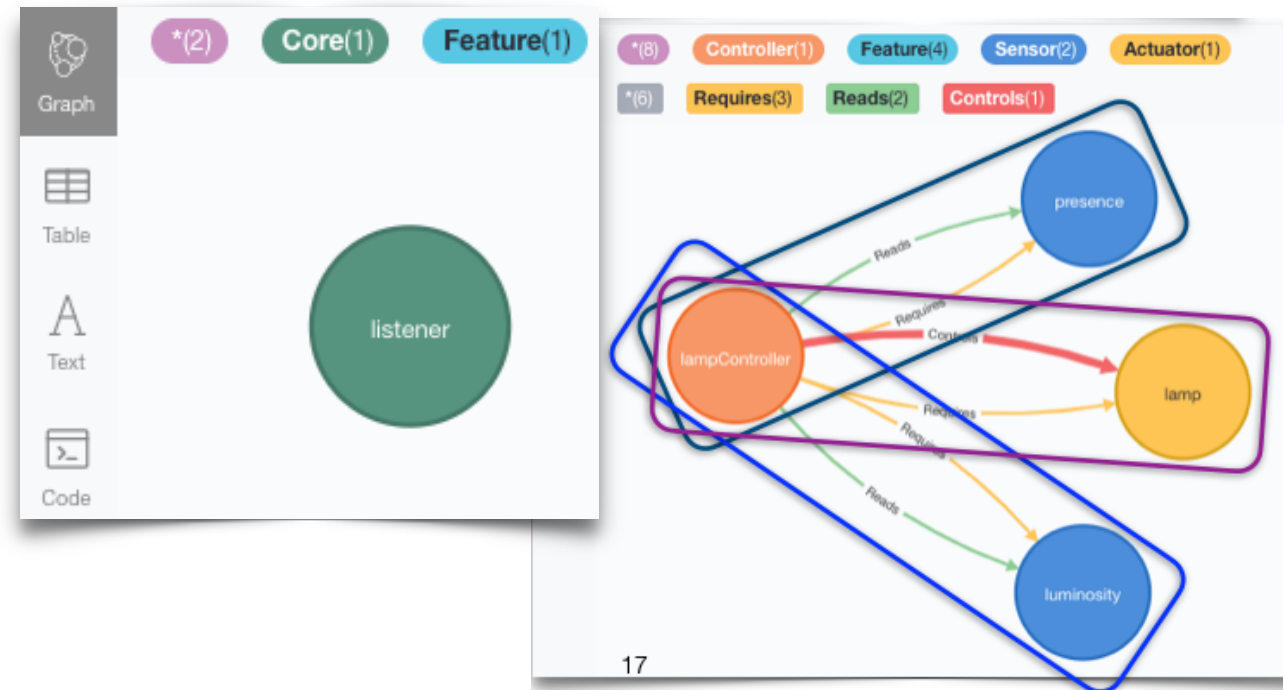 *(2) Core(1) Feature(1)
Graph
Table
Text
Code
listener
*(8) Controller(1) Feature(4) Sensor(2) Actuator(1)
*(6) Requires(3) Reads(2) Controls(1)
presence
Reads
Requires
Controls
lampController
lamp
Requires
Requires
Reads
luminosity
17